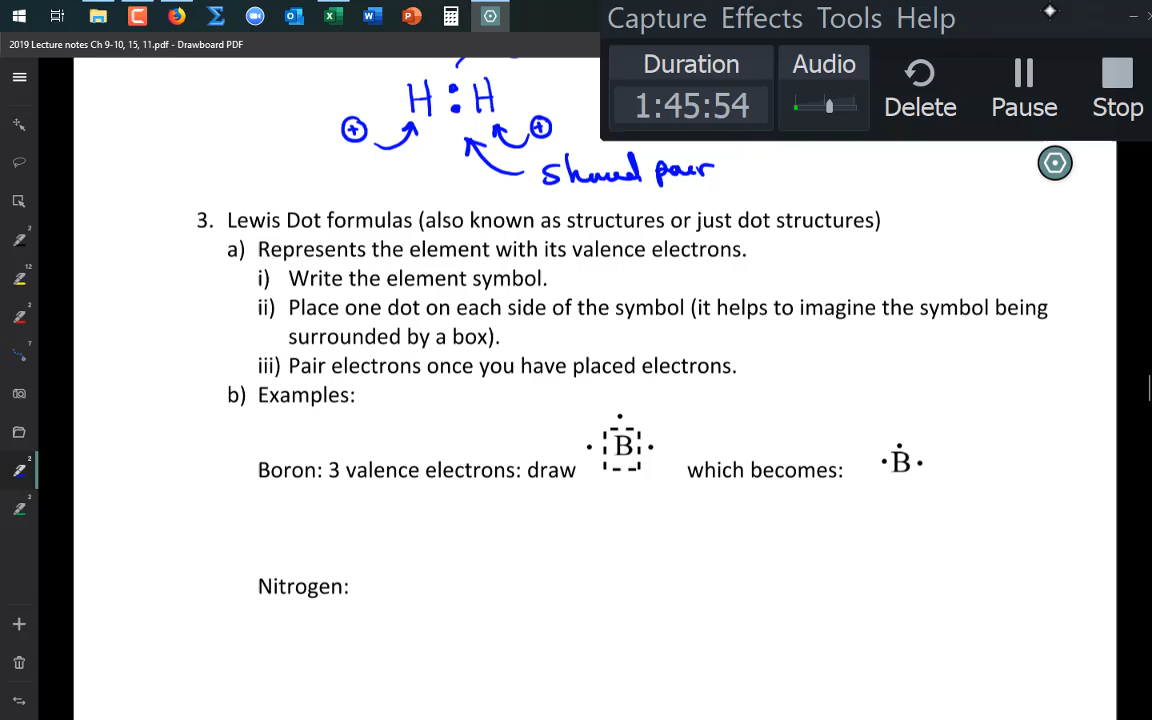 2019 Lecture notes Ch 9-10, 15, 11.pdf - Drawboard PDF
Capture Effects Tools Help
Duration
1:45:54
Audio
Delete
Pause
Stop
H : H
+ +
shared pair
3. Lewis Dot formulas (also known as structures or just dot structures)
a) Represents the element with its valence electrons.
i) Write the element symbol.
ii) Place one dot on each side of the symbol (it helps to imagine the symbol being
surrounded by a box).
iii) Pair electrons once you have placed electrons.
b) Examples:
Boron: 3 valence electrons: draw B which becomes: B
Nitrogen: